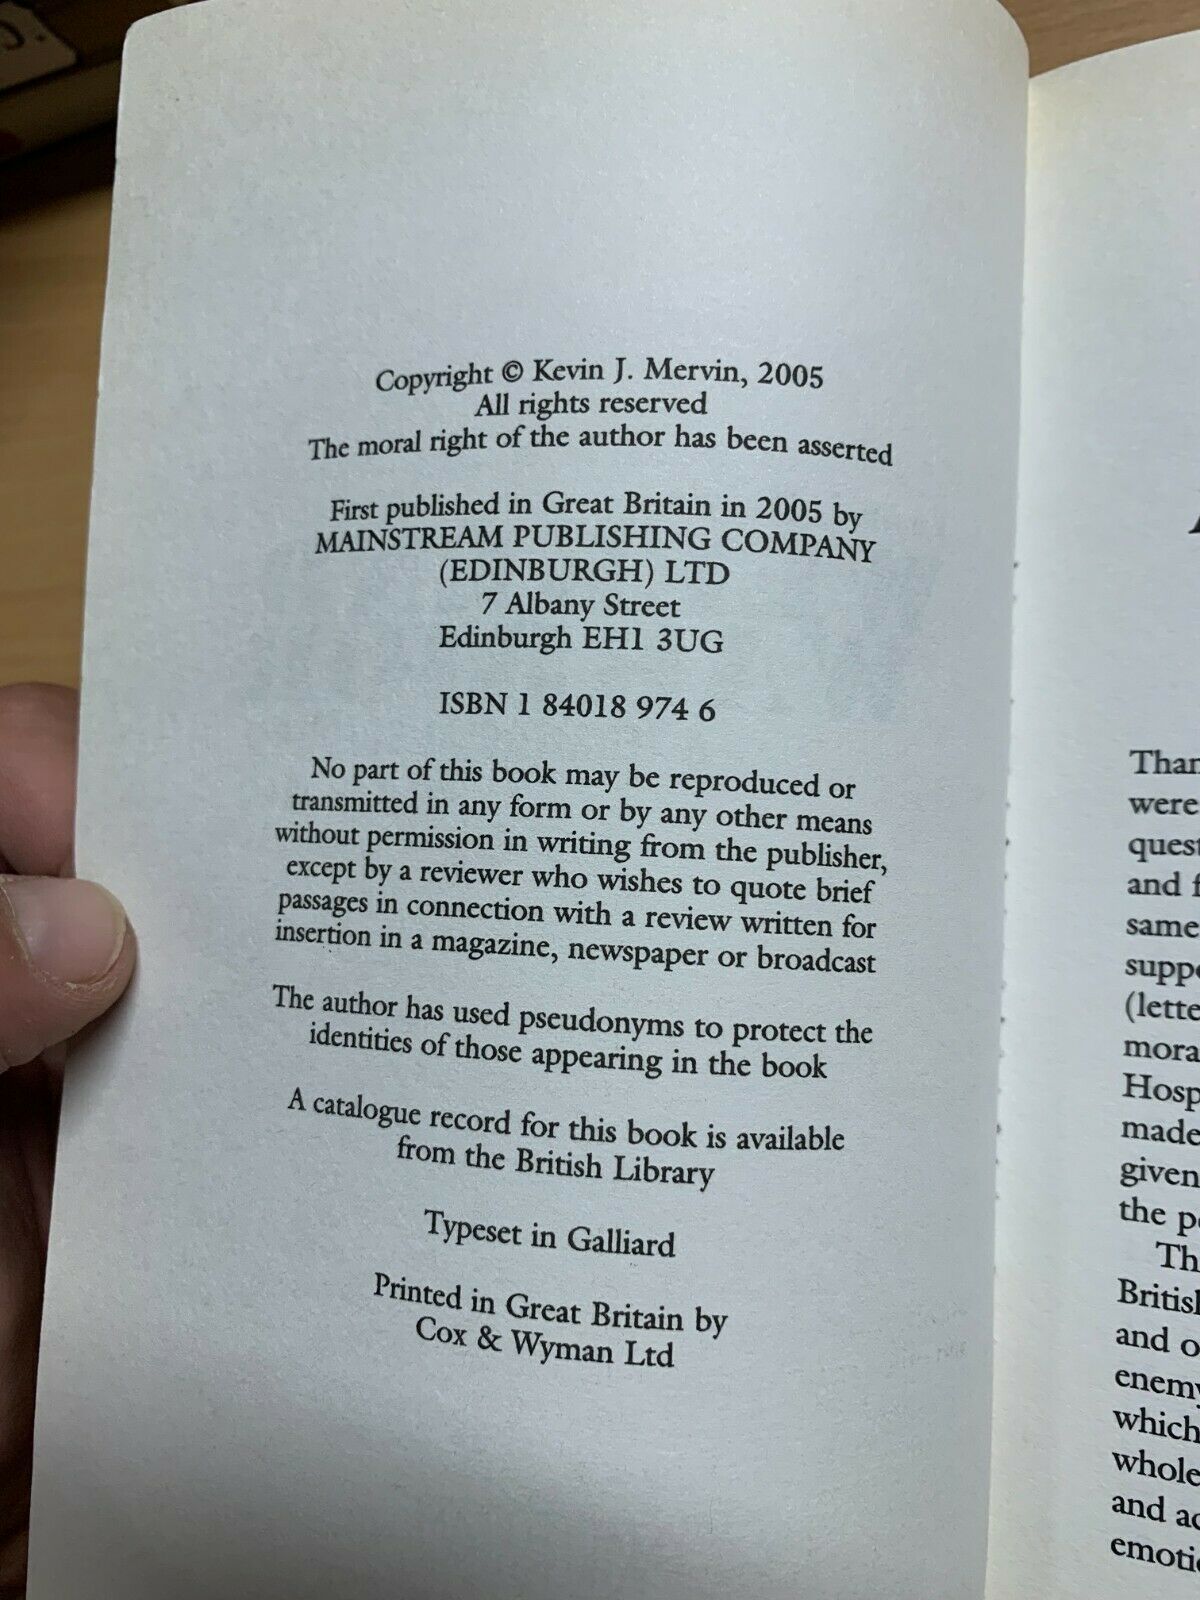 Copyright © Kevin J. Mervin, 2005
All rights reserved
The moral right of the author has been asserted
First published in Great Britain in 2005 by
MAINSTREAM PUBLISHING COMPANY
(EDINBURGH) LTD
7 Albany Street
Edinburgh EH1 3UG
ISBN 1 84018 974 6
No part of this book may be reproduced or
transmitted in any form or by any other means
without permission in writing from the publisher,
except by a reviewer who wishes to quote brief
passages in connection with a review written for
insertion in a magazine, newspaper or broadcast
The author has used pseudonyms to protect the
identities of those appearing in the book
A catalogue record for this book is available
from the British Library
Typeset in Galliard
Printed in Great Britain by
Cox & Wyman Ltd
were
and
same
(lette
mora
Hosp
made
given
the p
Th
British
and o
enemy
which
whole
and ac
emotio